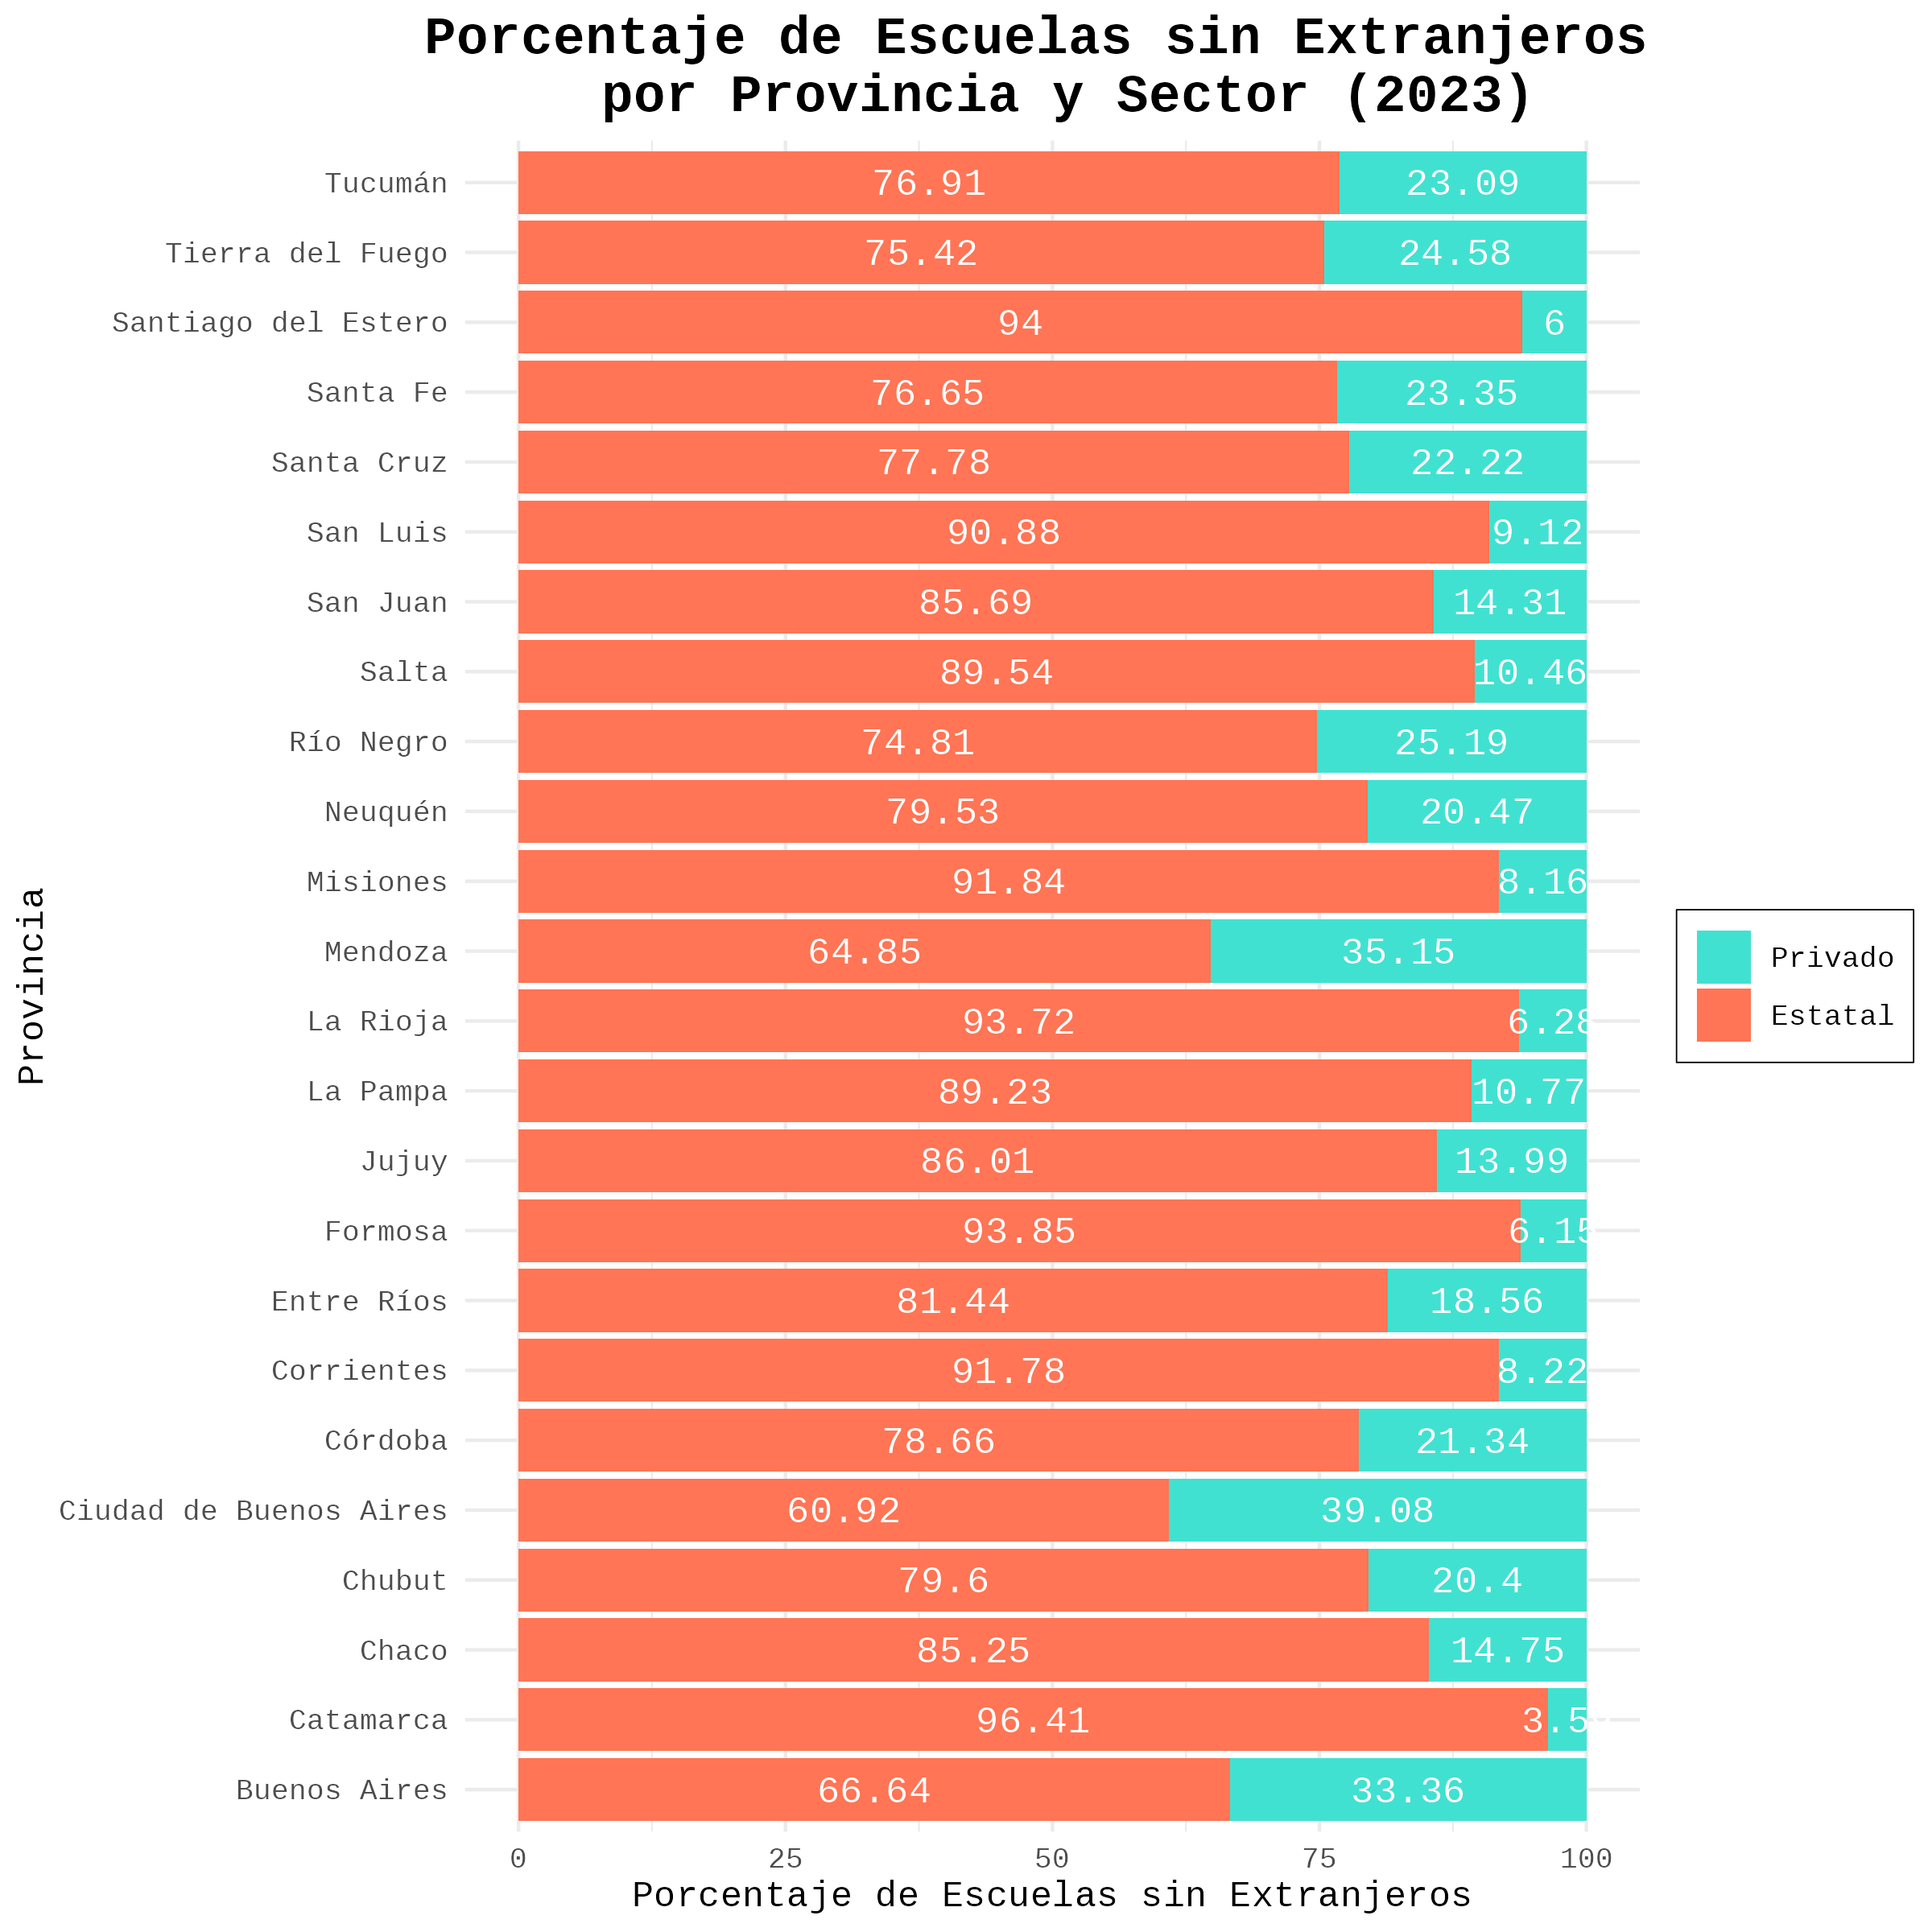 Porcentaje de Escuelas sin Extranjeros
por Provincia y Sector (2023)
Tucumán 76.91 23.09
Tierra del Fuego 75.42 24.58
Santiago del Estero 94 6
Santa Fe 76.65 23.35
Santa Cruz 77.78 22.22
San Luis 90.88 9.12
San Juan 85.69 14.31
Salta 89.54 10.46
Río Negro 74.81 25.19
Neuquén 79.53 20.47
Misiones 91.84 8.16
Mendoza 64.85 35.15
La Rioja 93.72 6.28
La Pampa 89.23 10.77
Jujuy 86.01 13.99
Formosa 93.85 6.15
Entre Ríos 81.44 18.56
Corrientes 91.78 8.22
Córdoba 78.66 21.34
Ciudad de Buenos Aires 60.92 39.08
Chubut 79.6 20.4
Chaco 85.25 14.75
Catamarca 96.41
Buenos Aires 66.64 33.36
0 25 50 75 100
Porcentaje de Escuelas sin Extranjeros
Provincia
Privado
Estatal